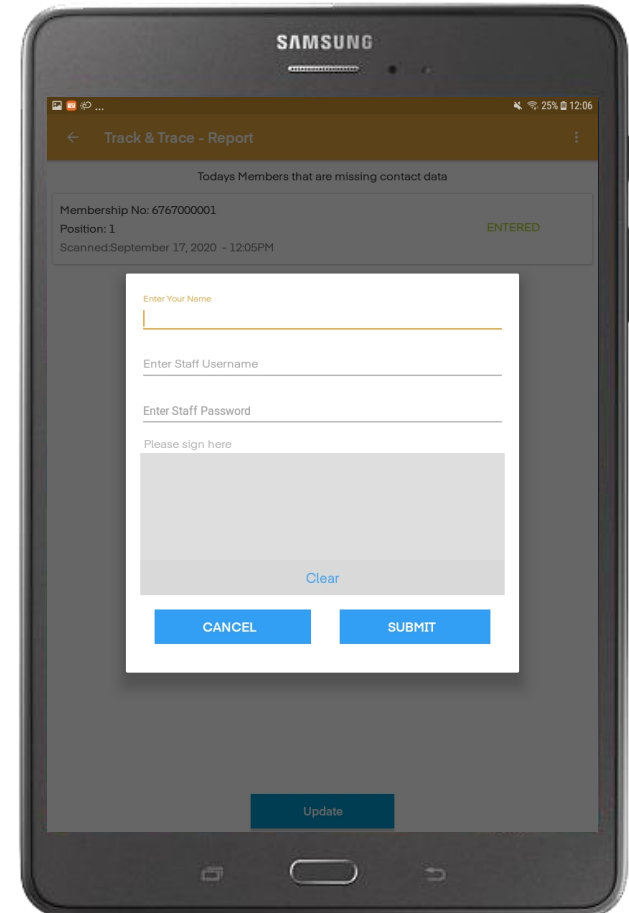 SAMSUNG
... 25% 12:06
Track & Trace - Report
Todays Members that are missing contact data
Membership No: 6767000001
Position: 1
ENTERED
Scanned:September 17, 2020 - 12:05PM
Enter Your Name
Enter Staff Username
Enter Staff Password
Please sign here
Clear
CANCEL SUBMIT
Update